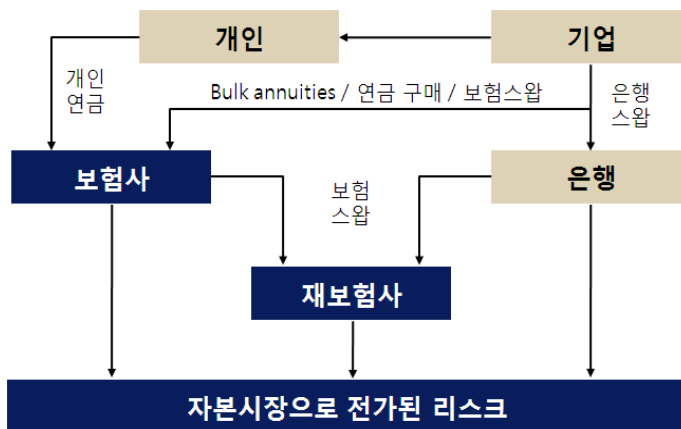 개인
기업
개인
연금
Bulk annuities / 연금 구매 / 보험스왑
은행
스왑
보험사
은행
보험
스왑
재보험사
자본시장으로 전가된 리스크